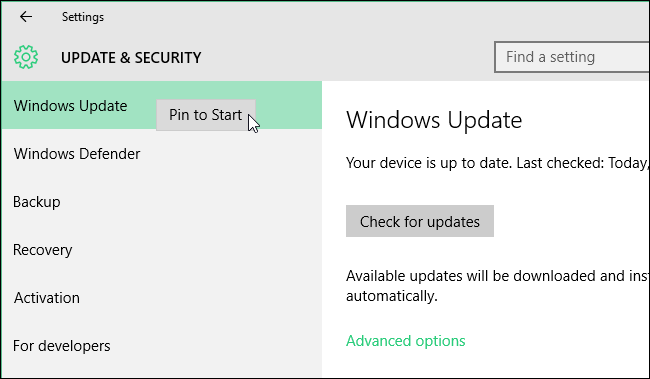 Settings
UPDATE & SECURITY
Find a setting
Windows Update
Pin to Start
Windows Defender
Backup
Recovery
Activation
For developers
Windows Update
Your device is up to date. Last checked: Today,
Check for updates
Available updates will be downloaded and
automatically.
Advanced options